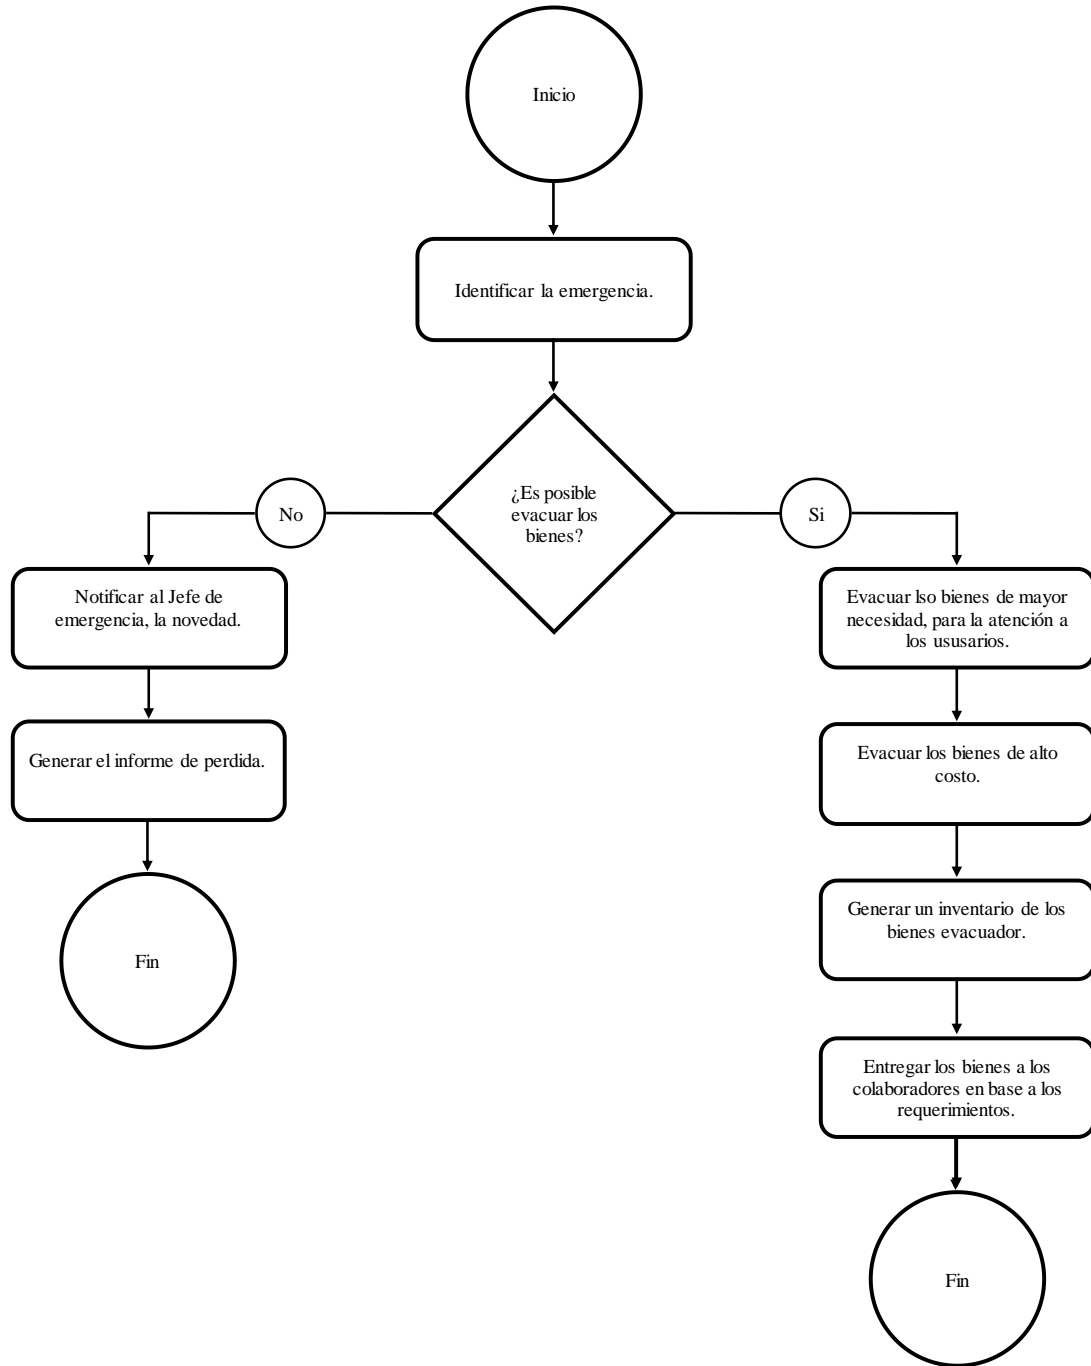 Inicio
Identificar la emergencia.
¿Es posible
evacuar los
bienes?
No
Si
Notificar al Jefe de
emergencia, la novedad.
Generar el informe de perdida.
Fin
Evacuar lso bienes de mayor
necesidad, para la atención a
los ususarios.
Evacuar los bienes de alto
costo.
Generar un inventario de los
bienes evacuador.
Entregar los bienes a los
colaboradores en base a los
requerimientos.
Fin